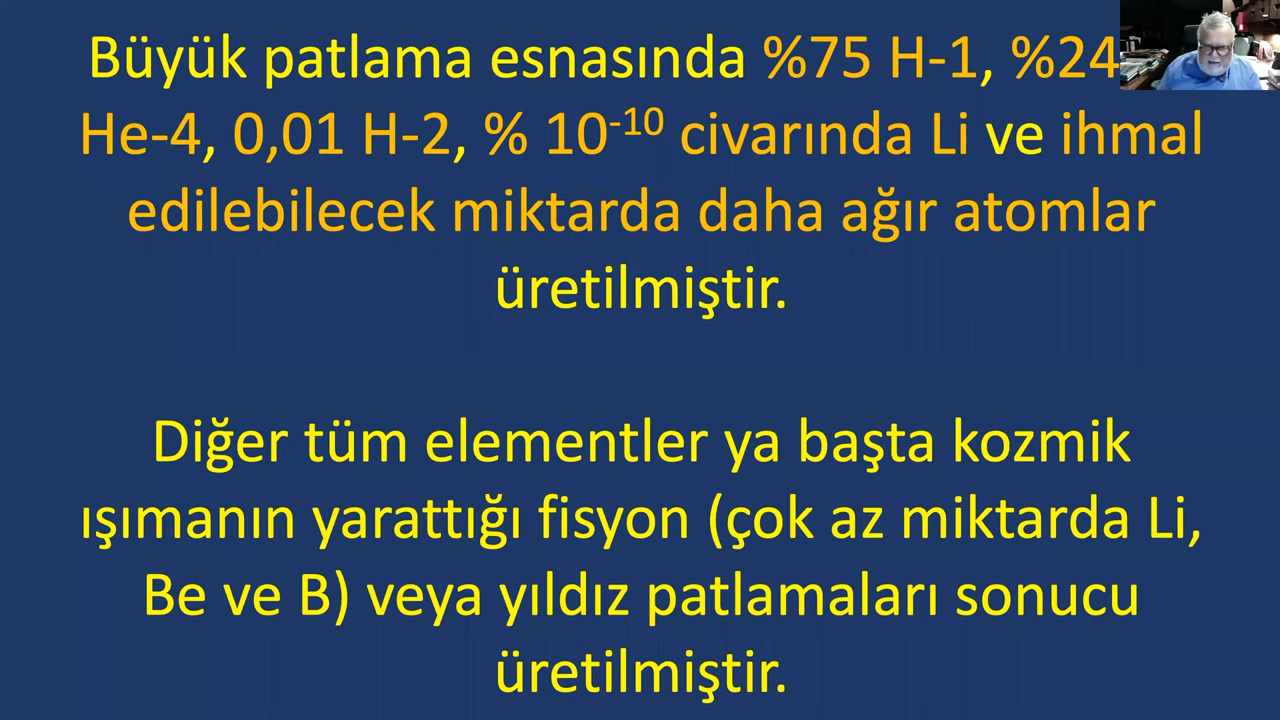 Büyük patlama esnasında %75 H-1, %24
He-4, 0,01 H-2, % 10⁻¹⁰ civarında Li ve ihmal
edilebilecek miktarda daha ağır atomlar
üretilmiştir.
Diğer tüm elementler ya başta kozmik
ışımanın yarattığı fisyon (çok az miktarda Li,
Be ve B) veya yıldız patlamaları sonucu
üretilmiştir.